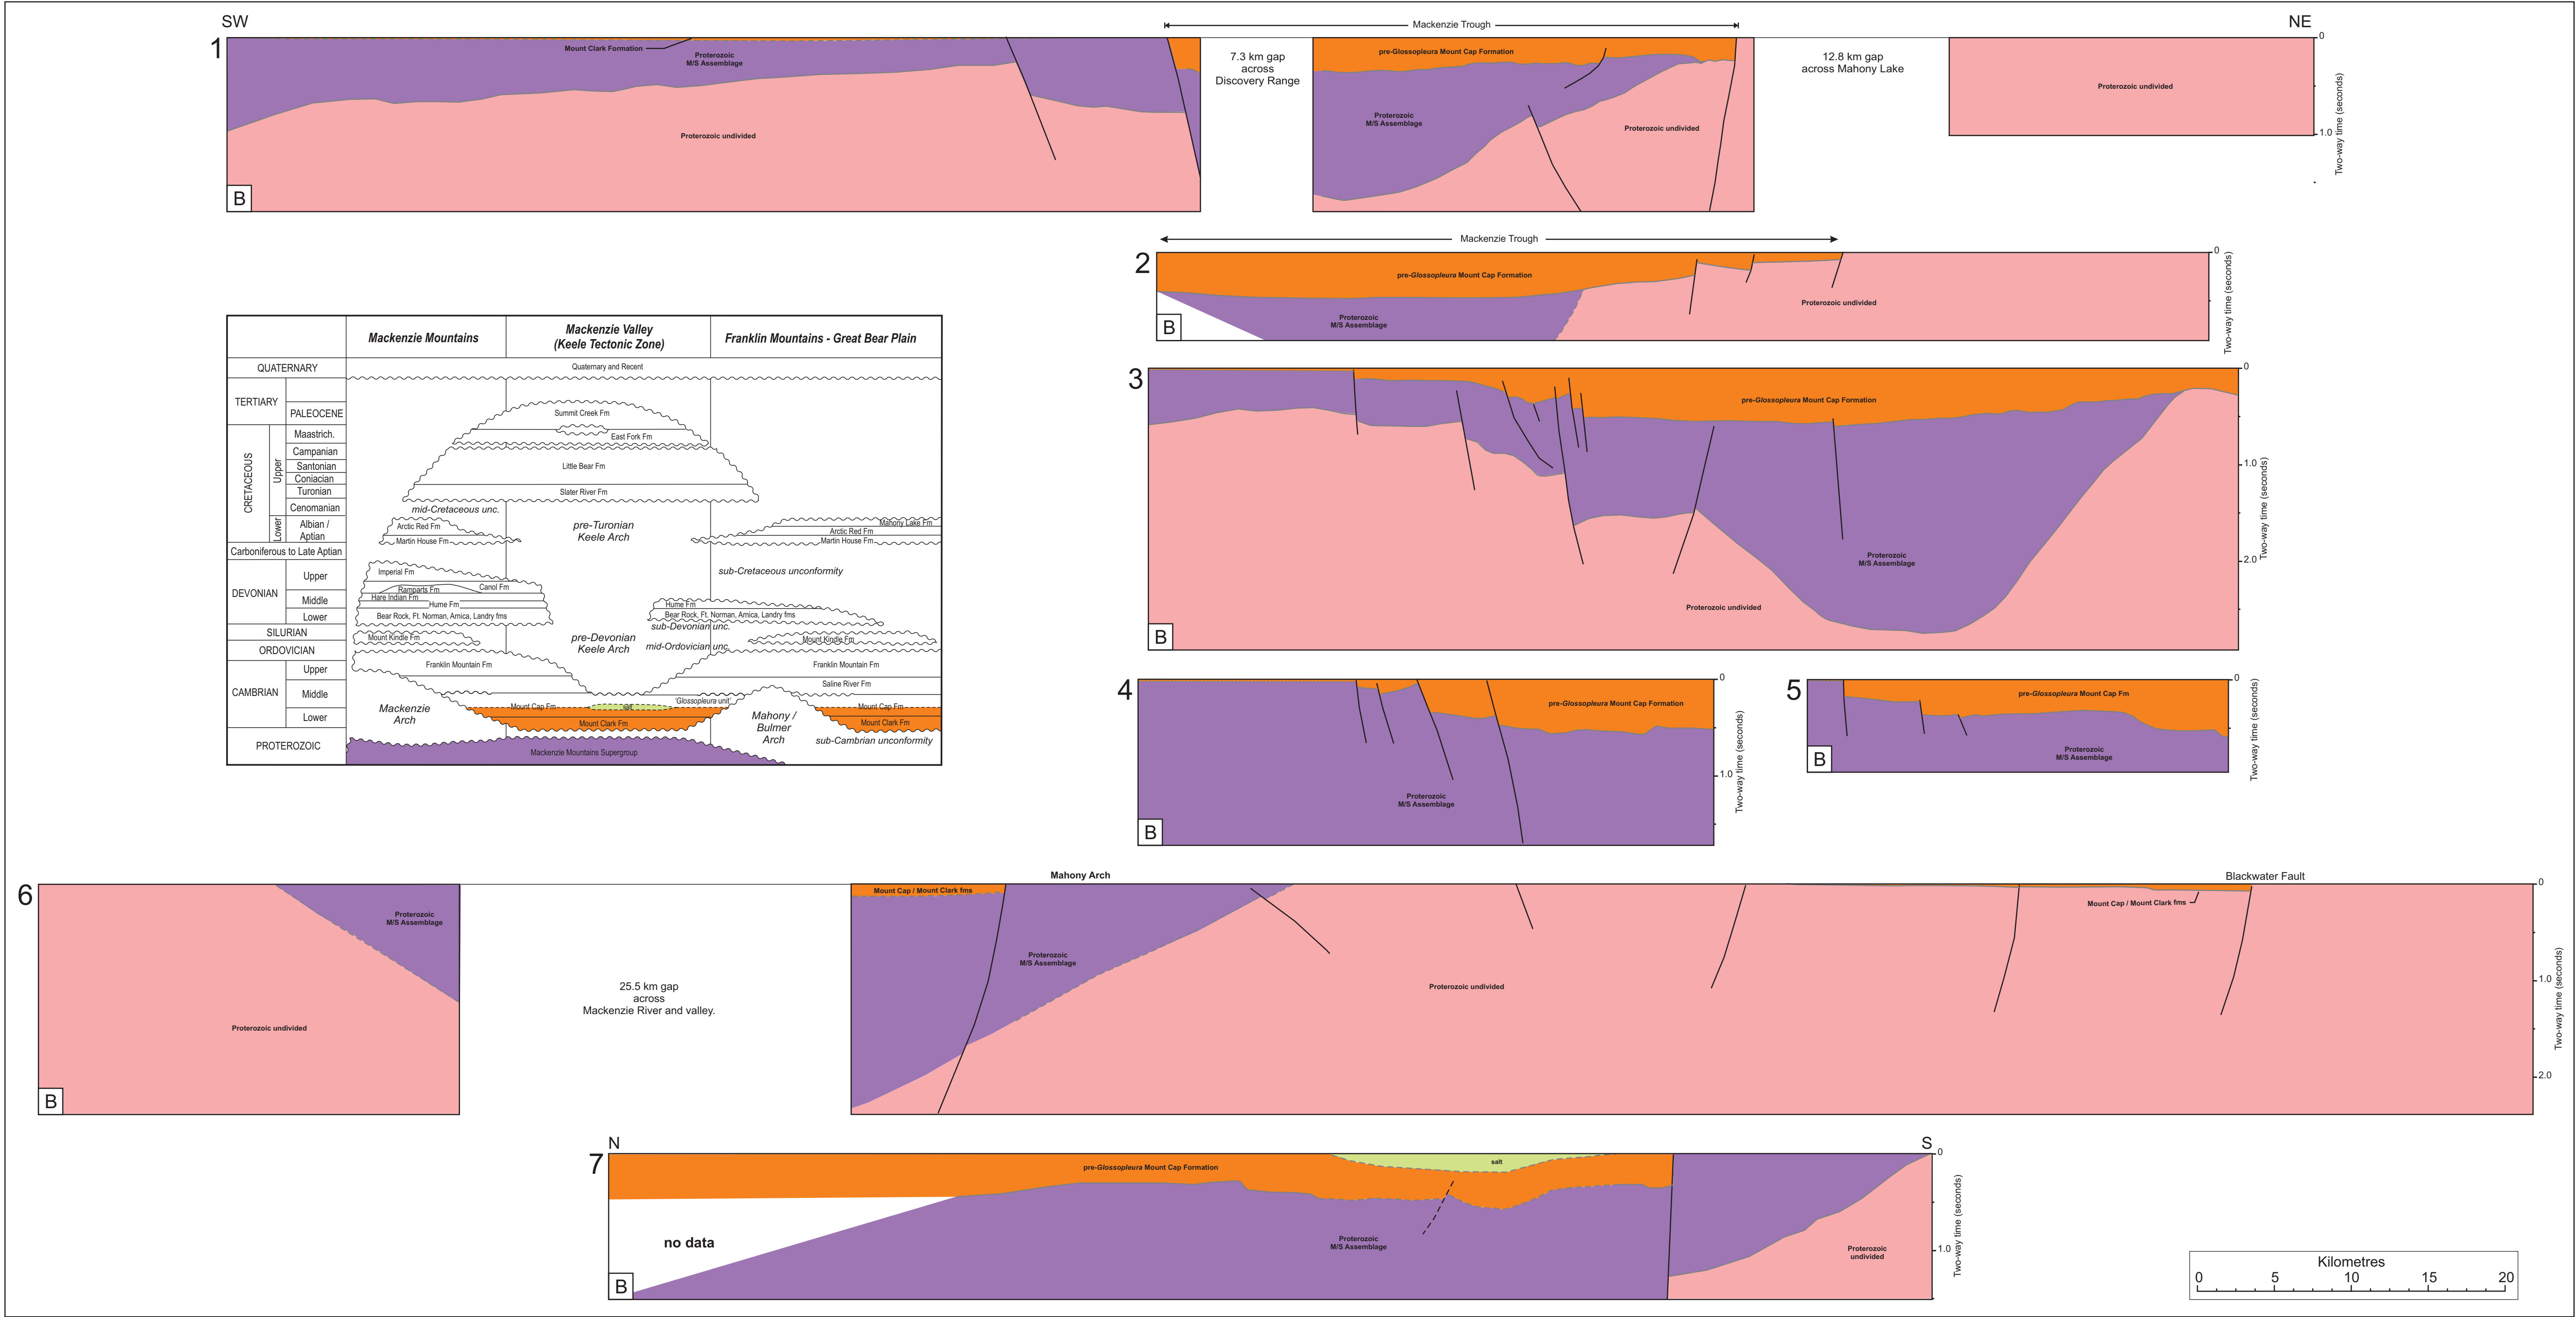 SW
Mackenzie Trough
NE
1
Mount Clark Formation
Proterozoic
M/S Assemblage
Proterozoic undivided
B
7.3 km gap
across
Discovery Range
pre-Glossopleura Mount Cap Formation
Proterozoic
M/S Assemblage
Proterozoic undivided
12.8 km gap
across Mahony Lake
Proterozoic undivided
0
1.0
Two-way time (seconds)
Mackenzie Trough
2
pre-Glossopleura Mount Cap Formation
Proterozoic
M/S Assemblage
Proterozoic undivided
B
0
Two-way time (seconds)
Mackenzie Mountains
Mackenzie Valley
(Keele Tectonic Zone)
Franklin Mountains - Great Bear Plain
QUATERNARY
Quaternary and Recent
TERTIARY
PALEOCENE
Summit Creek Fm
East Fork Fm
CRETACEOUS
Upper
Maastrich.
Campanian
Santonian
Coniacian
Turonian
Cenomanian
Little Bear Fm
Slater River Fm
mid-Cretaceous unc.
Lower
Albian /
Aptian
Arctic Red Fm
Martin House Fm
pre-Turonian
Keele Arch
Mahony Lake Fm
Arctic Red Fm
Martin House Fm
Carboniferous to Late Aptian
sub-Cretaceous unconformity
DEVONIAN
Upper
Middle
Lower
Imperial Fm
Canol Fm
Ramparts Fm
Hare Indian Fm
Hume Fm
Bear Rock, Ft. Norman, Arnica, Landry fms
Hume Fm
Bear Rock, Ft. Norman, Arnica, Landry fms
sub-Devonian unc.
SILURIAN
Mount Kindle Fm
pre-Devonian
Keele Arch
mid-Ordovician unc.
Mount Kindle Fm
ORDOVICIAN
CAMBRIAN
Upper
Middle
Lower
Franklin Mountain Fm
Franklin Mountain Fm
Saline River Fm
'Glossopleura unit'
Mackenzie
Arch
Mount Cap Fm
salt
Mount Clark Fm
Mahony /
Bulmer
Arch
Mount Cap Fm
Mount Clark Fm
sub-Cambrian unconformity
PROTEROZOIC
Mackenzie Mountains Supergroup
3
pre-Glossopleura Mount Cap Formation
Proterozoic
M/S Assemblage
Proterozoic undivided
B
0
1.0
2.0
Two-way time (seconds)
4
pre-Glossopleura Mount Cap Formation
Proterozoic
M/S Assemblage
B
0
1.0
Two-way time (seconds)
5
pre-Glossopleura Mount Cap Fm
Proterozoic
M/S Assemblage
B
0
Two-way time (seconds)
6
Proterozoic
M/S Assemblage
Proterozoic undivided
B
25.5 km gap
across
Mackenzie River and valley.
Mahony Arch
Mount Cap / Mount Clark fms
Proterozoic
M/S Assemblage
Proterozoic undivided
Blackwater Fault
Mount Cap / Mount Clark fms
0
1.0
2.0
Two-way time (seconds)
N
S
7
pre-Glossopleura Mount Cap Formation
salt
no data
Proterozoic
M/S Assemblage
Proterozoic
undivided
B
0
1.0
Two-way time (seconds)
Kilometres
0 5 10 15 20